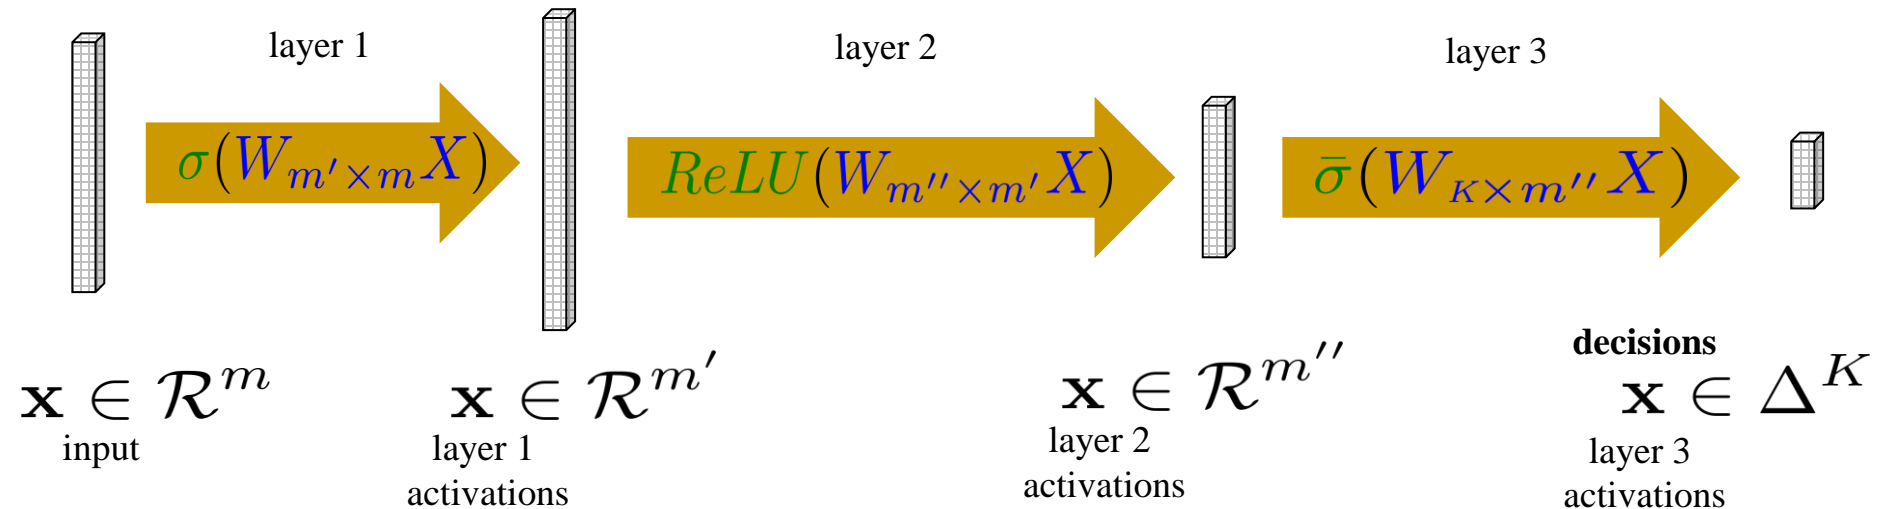 layer 1
layer 2
layer 3
σ(W_{m′×m}X)
ReLU(W_{m″×m′}X)
σ̄(W_{K×m″}X)
decisions
x ∈ ℛ^m
x ∈ ℛ^{m′}
x ∈ ℛ^{m″}
x ∈ Δ^K
input
layer 1
activations
layer 2
activations
layer 3
activations